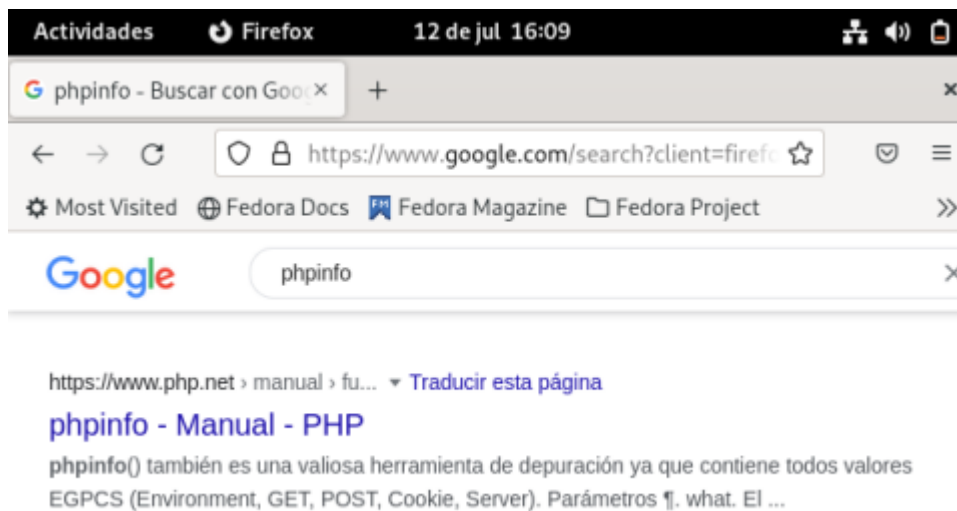 Actividades Firefox 12 de jul 16:09
G phpinfo - Buscar con Goo
https://www.google.com/search?client=firefo
Most Visited Fedora Docs FM Fedora Magazine Fedora Project
Google phpinfo
https://www.php.net › manual › fu... Traducir esta página
phpinfo - Manual - PHP
phpinfo() también es una valiosa herramienta de depuración ya que contiene todos valores
EGPCS (Environment, GET, POST, Cookie, Server). Parámetros ¶. what. El ...